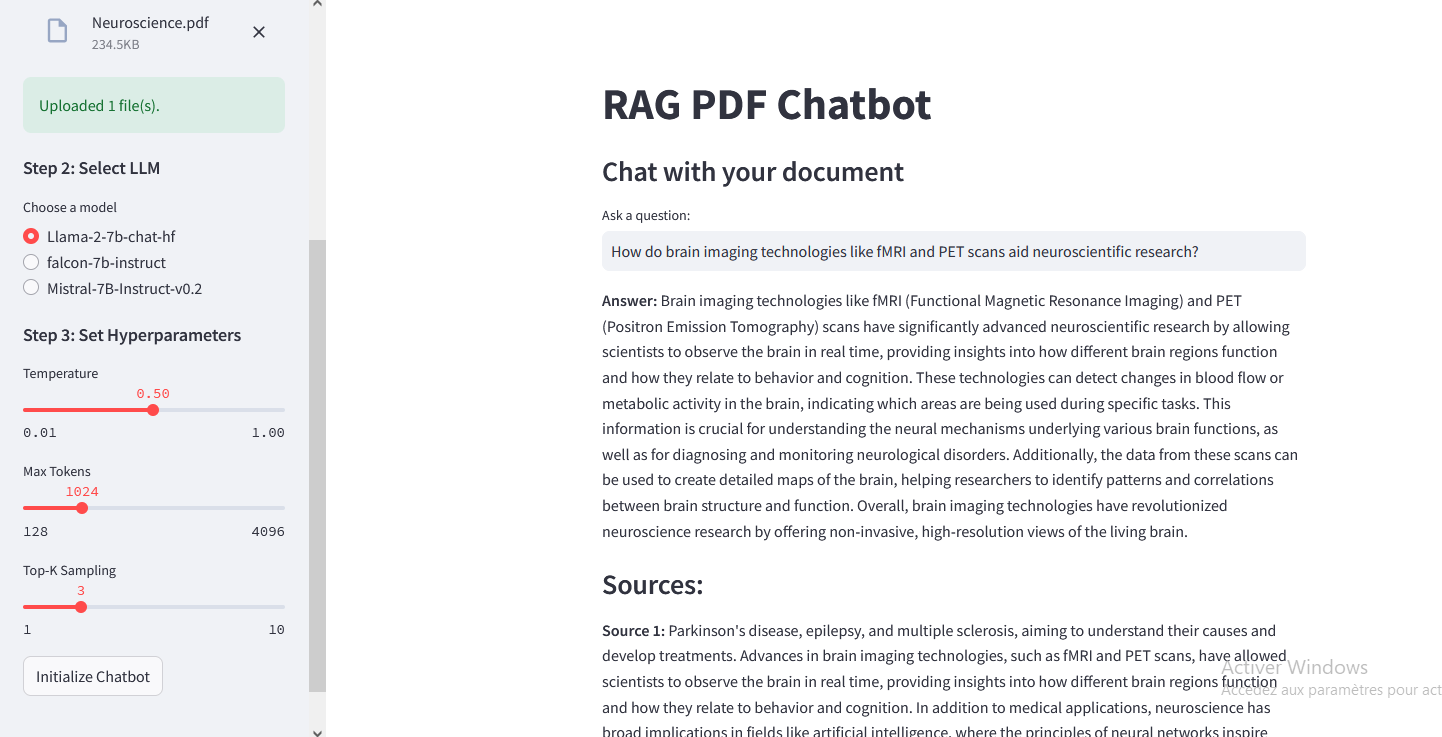 Neuroscience.pdf
234.5KB
Uploaded 1 file(s).
Step 2: Select LLM
Choose a model
Llama-2-7b-chat-hf
falcon-7b-instruct
Mistral-7B-Instruct-v0.2
Step 3: Set Hyperparameters
Temperature
0.50
0.01 1.00
Max Tokens
1024
128 4096
Top-K Sampling
3
1 10
Initialize Chatbot
RAG PDF Chatbot
Chat with your document
Ask a question:
How do brain imaging technologies like fMRI and PET scans aid neuroscientific research?
Answer: Brain imaging technologies like fMRI (Functional Magnetic Resonance Imaging) and PET
(Positron Emission Tomography) scans have significantly advanced neuroscientific research by allowing
scientists to observe the brain in real time, providing insights into how different brain regions function
and how they relate to behavior and cognition. These technologies can detect changes in blood flow or
metabolic activity in the brain, indicating which areas are being used during specific tasks. This
information is crucial for understanding the neural mechanisms underlying various brain functions, as
well as for diagnosing and monitoring neurological disorders. Additionally, the data from these scans can
be used to create detailed maps of the brain, helping researchers to identify patterns and correlations
between brain structure and function. Overall, brain imaging technologies have revolutionized
neuroscience research by offering non-invasive, high-resolution views of the living brain.
Sources:
Source 1: Parkinson's disease, epilepsy, and multiple sclerosis, aiming to understand their causes and
develop treatments. Advances in brain imaging technologies, such as fMRI and PET scans, have allowed
scientists to observe the brain in real time, providing insights into how different brain regions function
and how they relate to behavior and cognition. In addition to medical applications, neuroscience has
broad implications in fields like artificial intelligence, where the principles of neural networks inspire
Activer Windows
Accédez aux paramètres pour act